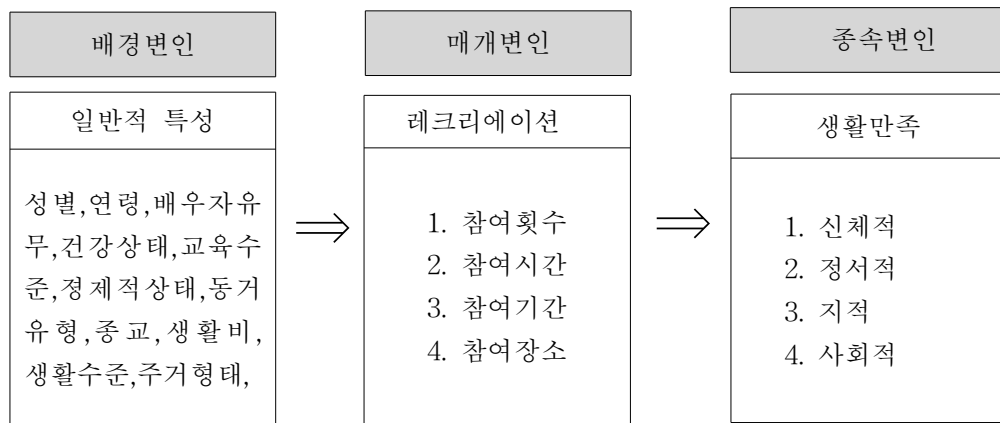 배경변인
일반적 특성
성별,연령,배우자유
무,건강상태,교육수
준,경제적상태,동거
유형,종교,생활비,
생활수준,주거형태,
매개변인
레크리에이션
1. 참여횟수
2. 참여시간
3. 참여기간
4. 참여장소
종속변인
생활만족
1. 신체적
2. 정서적
3. 지적
4. 사회적